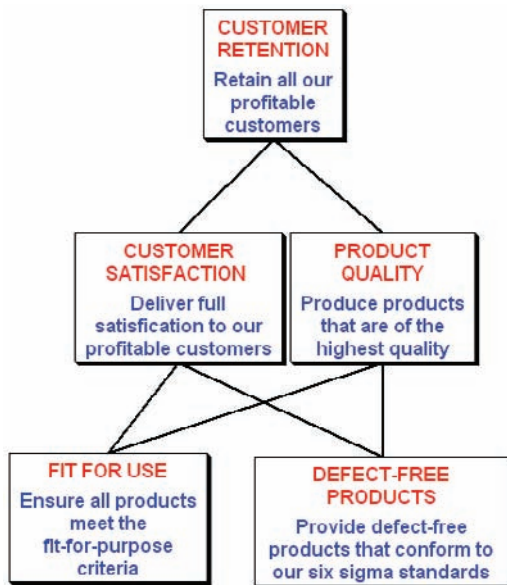 CUSTOMER
RETENTION
Retain all our
profitable
customers
CUSTOMER
SATISFACTION
Deliver full
satisfication to our
profitable customers
PRODUCT
QUALITY
Produce products
that are of the
highest quality
FIT FOR USE
Ensure all products
meet the
fit-for-purpose
criteria
DEFECT-FREE
PRODUCTS
Provide defect-free
products that conform to
our six sigma standards